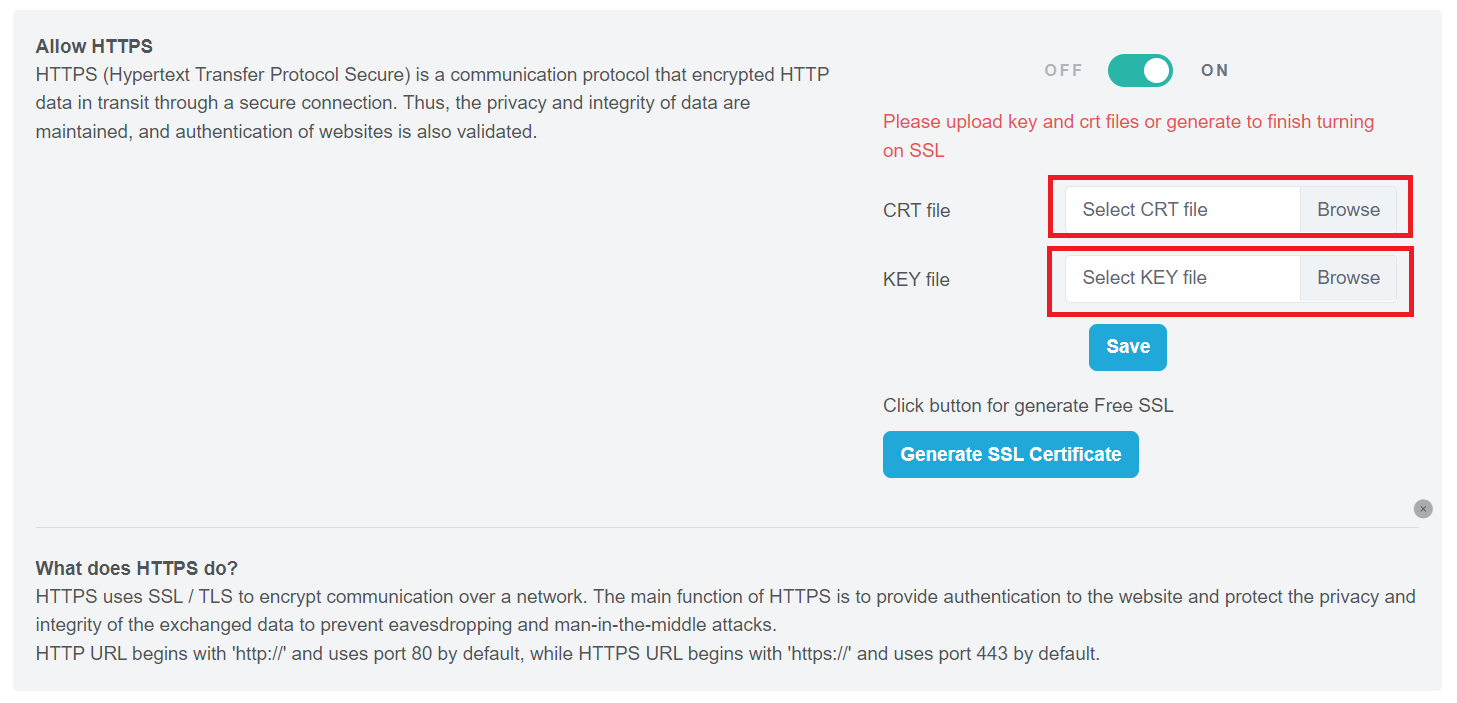 Allow HTTPS
HTTPS (Hypertext Transfer Protocol Secure) is a communication protocol that encrypted HTTP
data in transit through a secure connection. Thus, the privacy and integrity of data are
maintained, and authentication of websites is also validated.
OFF ON
Please upload key and crt files or generate to finish turning
on SSL
CRT file Select CRT file Browse
KEY file Select KEY file Browse
Save
Click button for generate Free SSL
Generate SSL Certificate
What does HTTPS do?
HTTPS uses SSL / TLS to encrypt communication over a network. The main function of HTTPS is to provide authentication to the website and protect the privacy and
integrity of the exchanged data to prevent eavesdropping and man-in-the-middle attacks.
HTTP URL begins with 'http://' and uses port 80 by default, while HTTPS URL begins with 'https://' and uses port 443 by default.